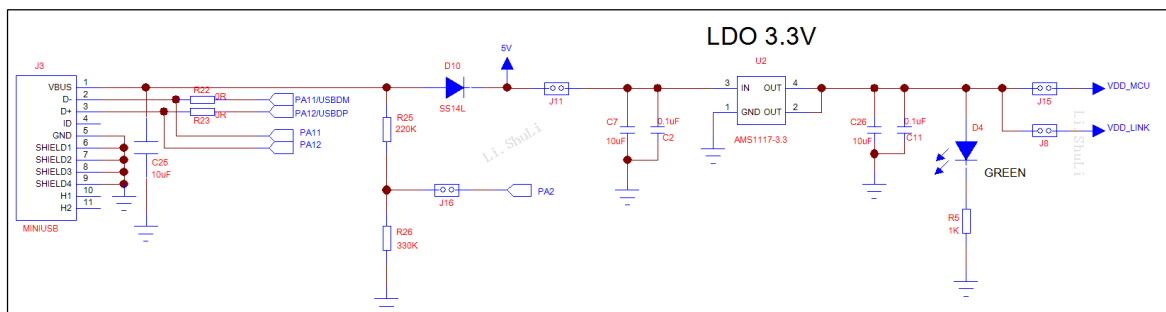 LDO 3.3V
J3
VBUS
D-
D+
ID
GND
SHIELD1
SHIELD2
SHIELD3
SHIELD4
H1
H2
1
2
3
4
5
6
7
8
9
10
11
MINIUSB
C25
10uF
R22
0R
R23
0R
PA11/USBDM
PA12/USBDP
PA11
PA12
R25
220K
R26
330K
J16
PA2
D10
SS14L
5V
J11
Li.ShuLi
C7
10uF
0.1uF
C2
U2
3
IN
OUT
4
1
GND
OUT
2
AMS1117-3.3
C26
10uF
0.1uF
C11
D4
GREEN
R5
1K
J15
VDD_MCU
J8
VDD_LINK
Li.ShuLi